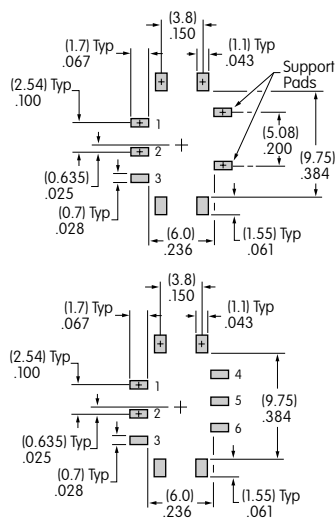 (3.8)
.150
(1.7) Typ
.067
(1.1) Typ
.043
Support
Pads
(2.54) Typ
.100
1
2
3
(5.08)
.200
(9.75)
.384
(0.635)
.025
(0.7) Typ
.028
(6.0)
.236
(1.55) Typ
.061
(3.8)
.150
(1.7) Typ
.067
(1.1) Typ
.043
(2.54) Typ
.100
1
2
3
4
5
6
(9.75)
.384
(0.635) Typ
.025
(0.7) Typ
.028
(6.0)
.236
(1.55) Typ
.061